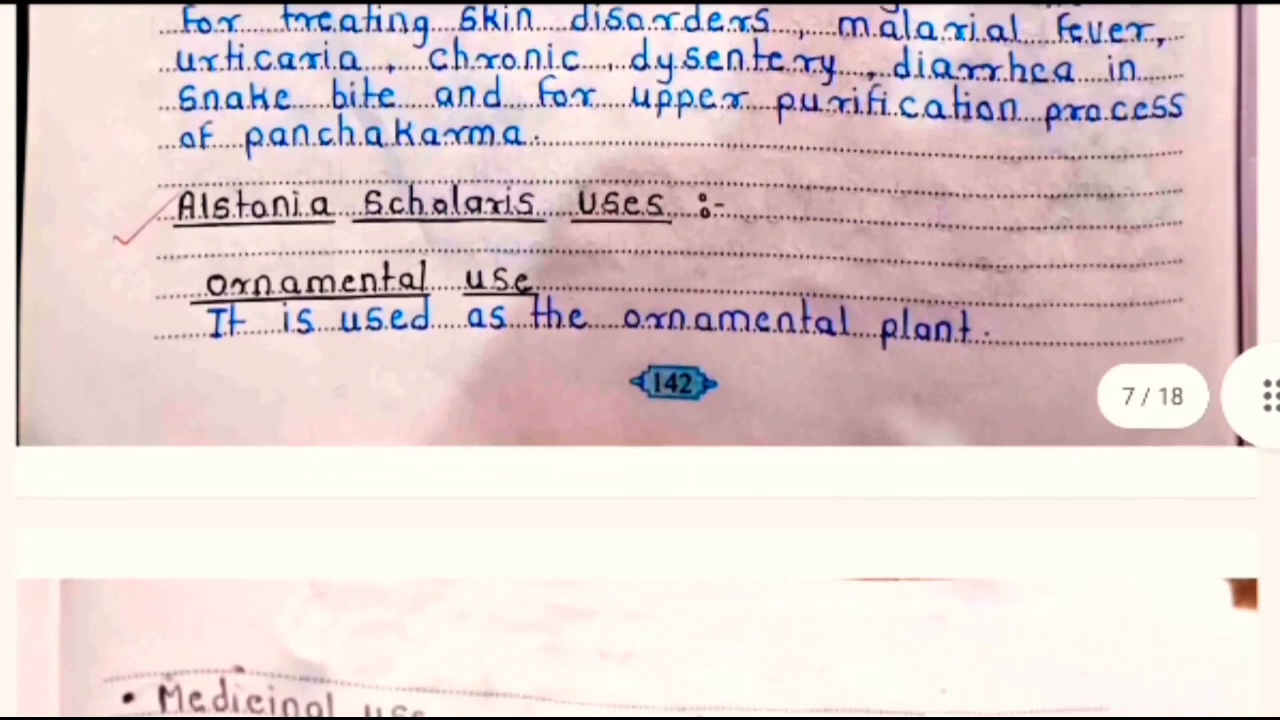 for treating skin disorders, malarial fever,
urticaria, chronic, dysentery, diarrhea in
snake bite and for upper purification process
of panchakarma.
Alstonia Scholaris Uses :-
ornamental use
It is used as the ornamental plant.
142
7 / 18
• Medicinal use